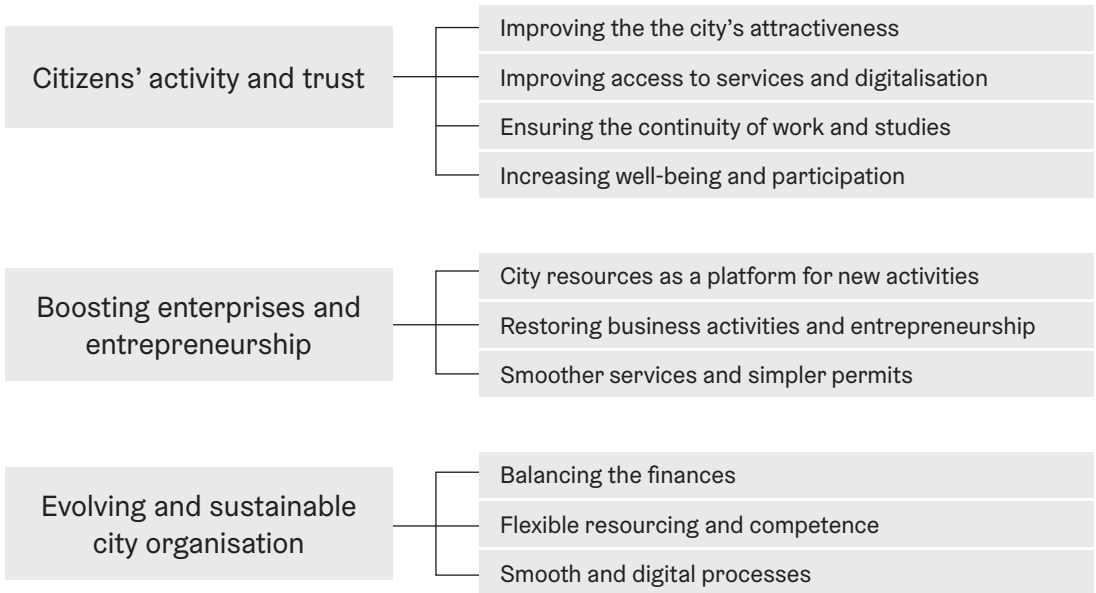 Citizens’ activity and trust
Improving the the city’s attractiveness
Improving access to services and digitalisation
Ensuring the continuity of work and studies
Increasing well-being and participation
Boosting enterprises and
entrepreneurship
City resources as a platform for new activities
Restoring business activities and entrepreneurship
Smoother services and simpler permits
Evolving and sustainable
city organisation
Balancing the finances
Flexible resourcing and competence
Smooth and digital processes